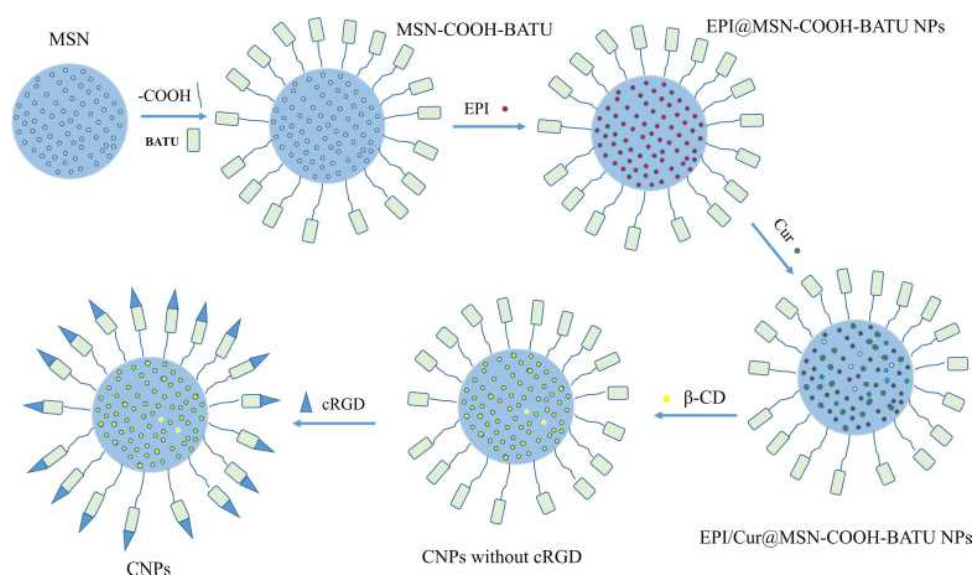 MSN
-COOH
BATU
MSN-COOH-BATU
EPI
EPI@MSN-COOH-BATU NPs
Cur
EPI/Cur@MSN-COOH-BATU NPs
β-CD
CNPs without cRGD
cRGD
CNPs